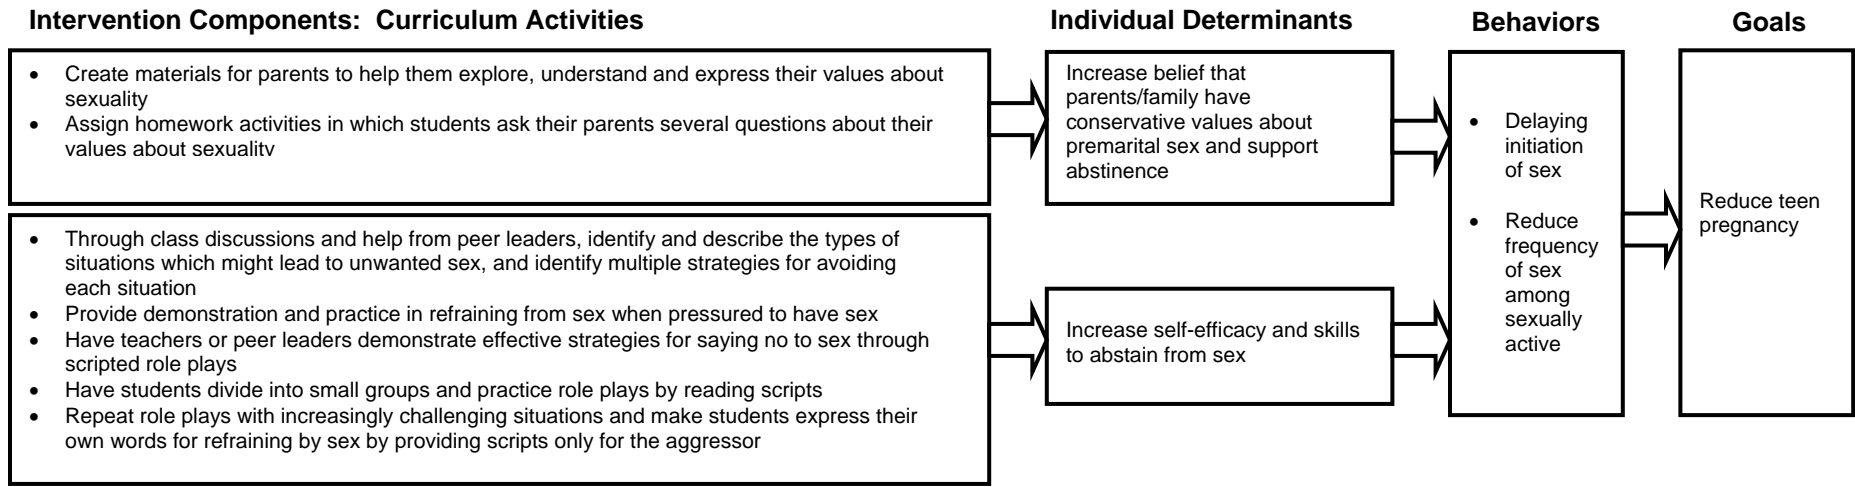 Intervention Components:  Curriculum Activities
Individual Determinants
Behaviors
Goals
• Create materials for parents to help them explore, understand and express their values about
sexuality
• Assign homework activities in which students ask their parents several questions about their
values about sexuality
Increase belief that
parents/family have
conservative values about
premarital sex and support
abstinence
• Through class discussions and help from peer leaders, identify and describe the types of
situations which might lead to unwanted sex, and identify multiple strategies for avoiding
each situation
• Provide demonstration and practice in refraining from sex when pressured to have sex
• Have teachers or peer leaders demonstrate effective strategies for saying no to sex through
scripted role plays
• Have students divide into small groups and practice role plays by reading scripts
• Repeat role plays with increasingly challenging situations and make students express their
own words for refraining by sex by providing scripts only for the aggressor
Increase self-efficacy and skills
to abstain from sex
• Delaying
initiation
of sex
• Reduce
frequency
of sex
among
sexually
active
Reduce teen
pregnancy